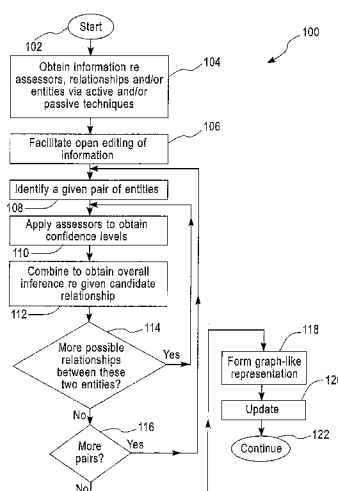 Start
102
100
Obtain information re
assessors, relationships and/or
entities via active and/or
passive techniques
104
Facilitate open editing of
information
106
Identify a given pair of entities
108
Apply assessors to obtain
confidence levels
110
Combine to obtain overall
inference re given candidate
relationship
112
More possible
relationships
between these
two entities?
114
Yes
No
More
pairs?
116
Yes
No
Form graph-like
representation
118
Update
120
Continue
122